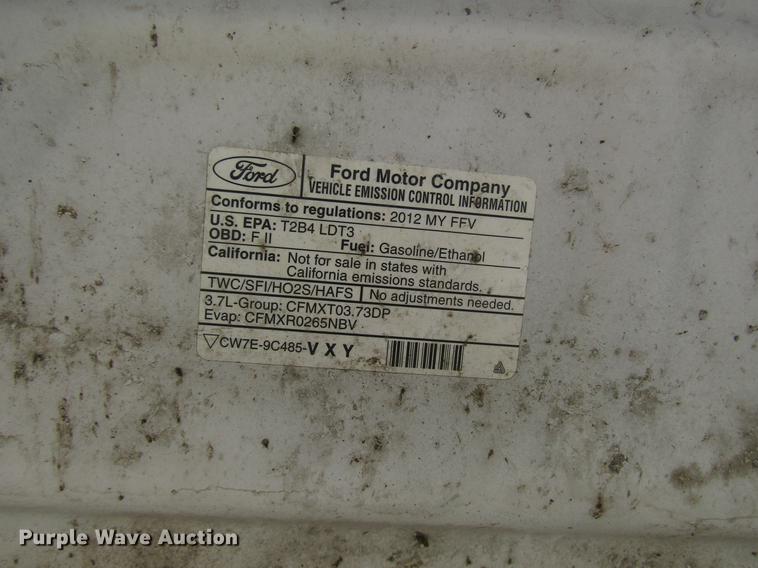 Ford
Ford Motor Company
VEHICLE EMISSION CONTROL INFORMATION
Conforms to regulations: 2012 MY FFV
U.S. EPA: T2B4 LDT3
OBD: F II Fuel: Gasoline/Ethanol
California: Not for sale in states with
California emissions standards.
TWC/SFI/HO2S/HAFS No adjustments needed.
3.7L-Group: CFMXT03.73DP
Evap: CFMXR0265NBV
CW7E-9C485-VXY
Purple Wave Auction